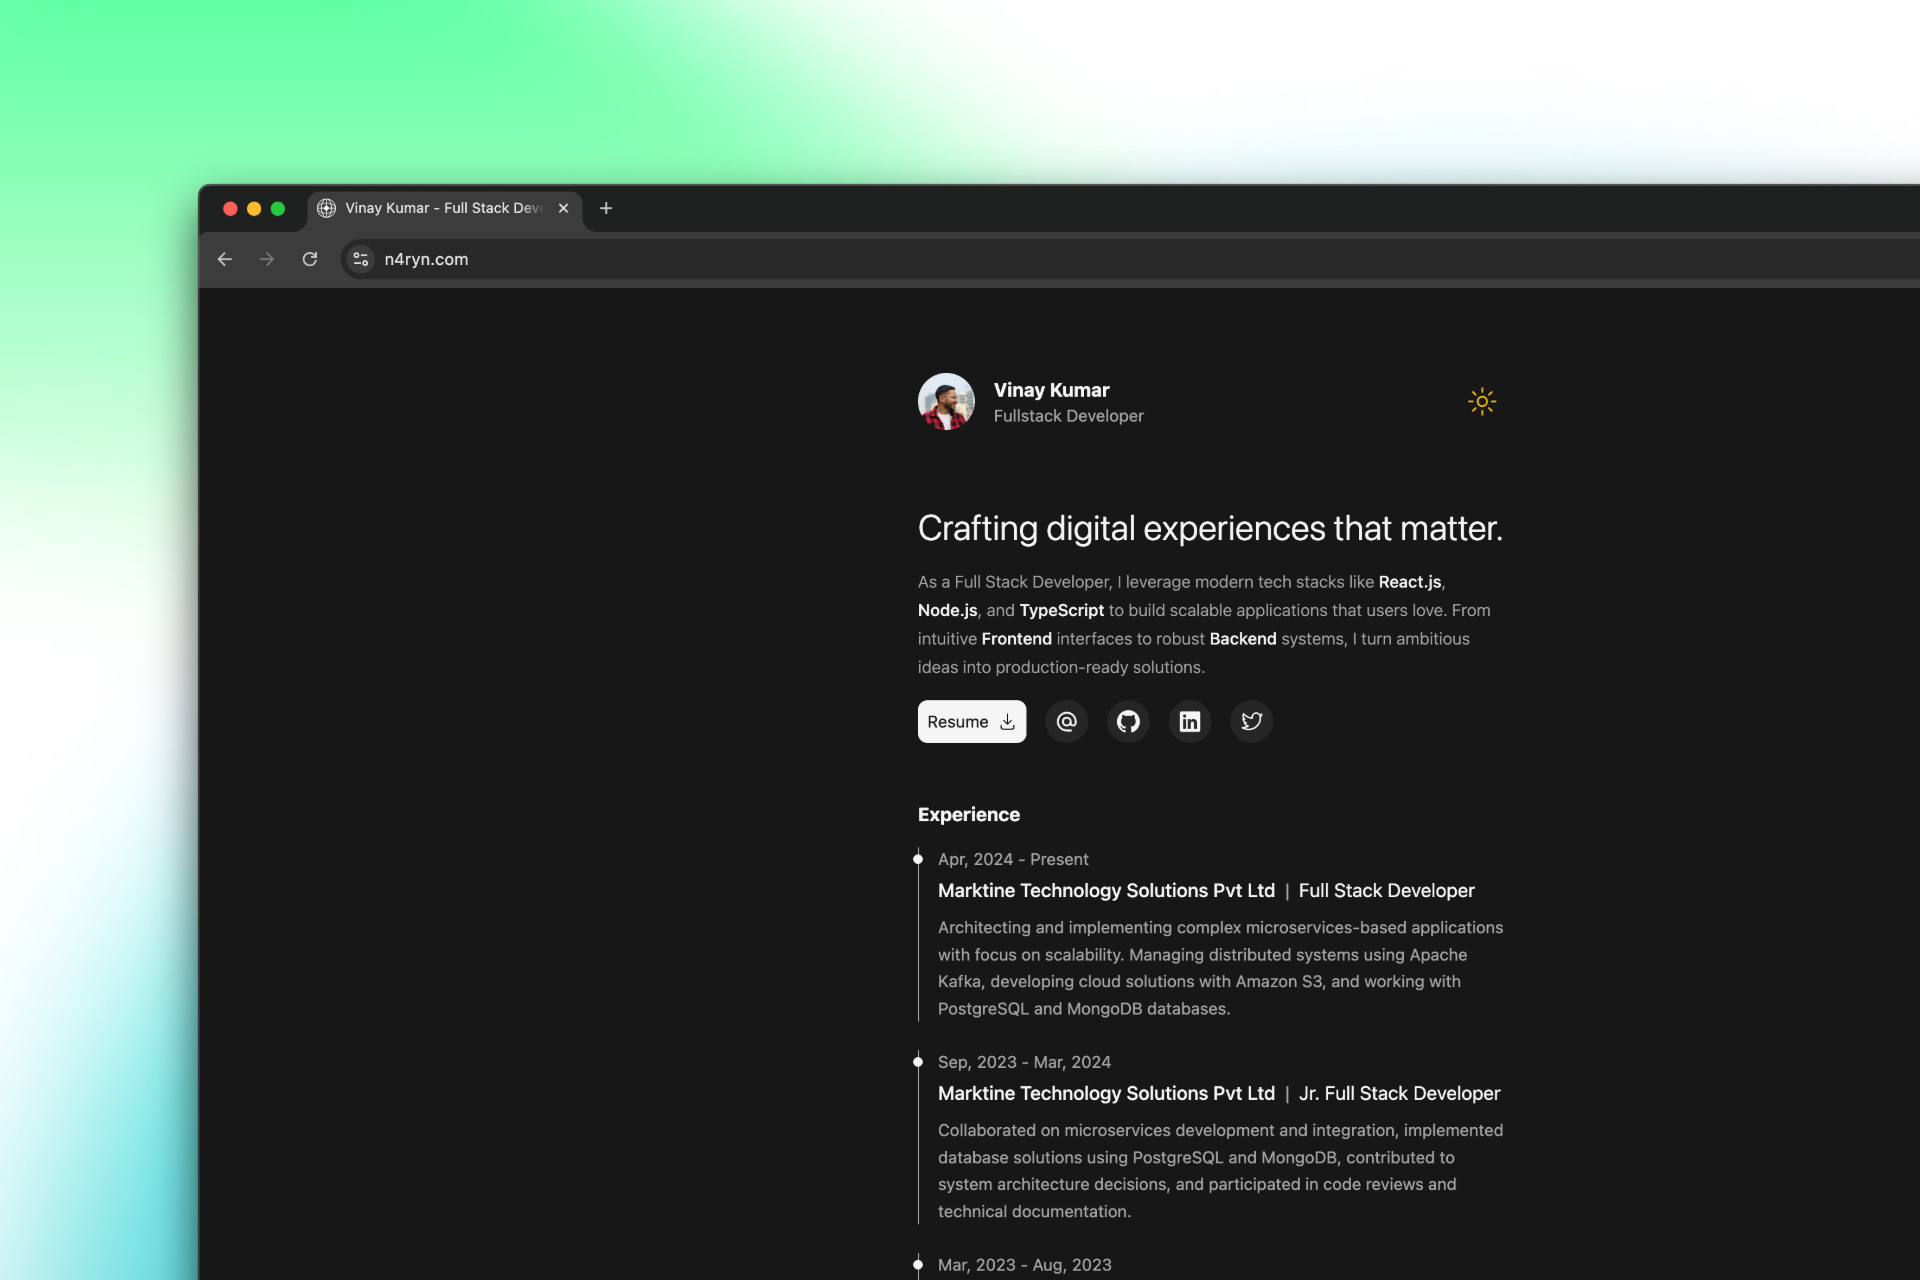 Vinay Kumar - Full Stack Dev
n4ryn.com
Vinay Kumar
Fullstack Developer
Crafting digital experiences that matter.
As a Full Stack Developer, I leverage modern tech stacks like React.js,
Node.js, and TypeScript to build scalable applications that users love. From
intuitive Frontend interfaces to robust Backend systems, I turn ambitious
ideas into production-ready solutions.
Resume
Experience
Apr, 2024 - Present
Marktine Technology Solutions Pvt Ltd | Full Stack Developer
Architecting and implementing complex microservices-based applications
with focus on scalability. Managing distributed systems using Apache
Kafka, developing cloud solutions with Amazon S3, and working with
PostgreSQL and MongoDB databases.
Sep, 2023 - Mar, 2024
Marktine Technology Solutions Pvt Ltd | Jr. Full Stack Developer
Collaborated on microservices development and integration, implemented
database solutions using PostgreSQL and MongoDB, contributed to
system architecture decisions, and participated in code reviews and
technical documentation.
Mar, 2023 - Aug, 2023